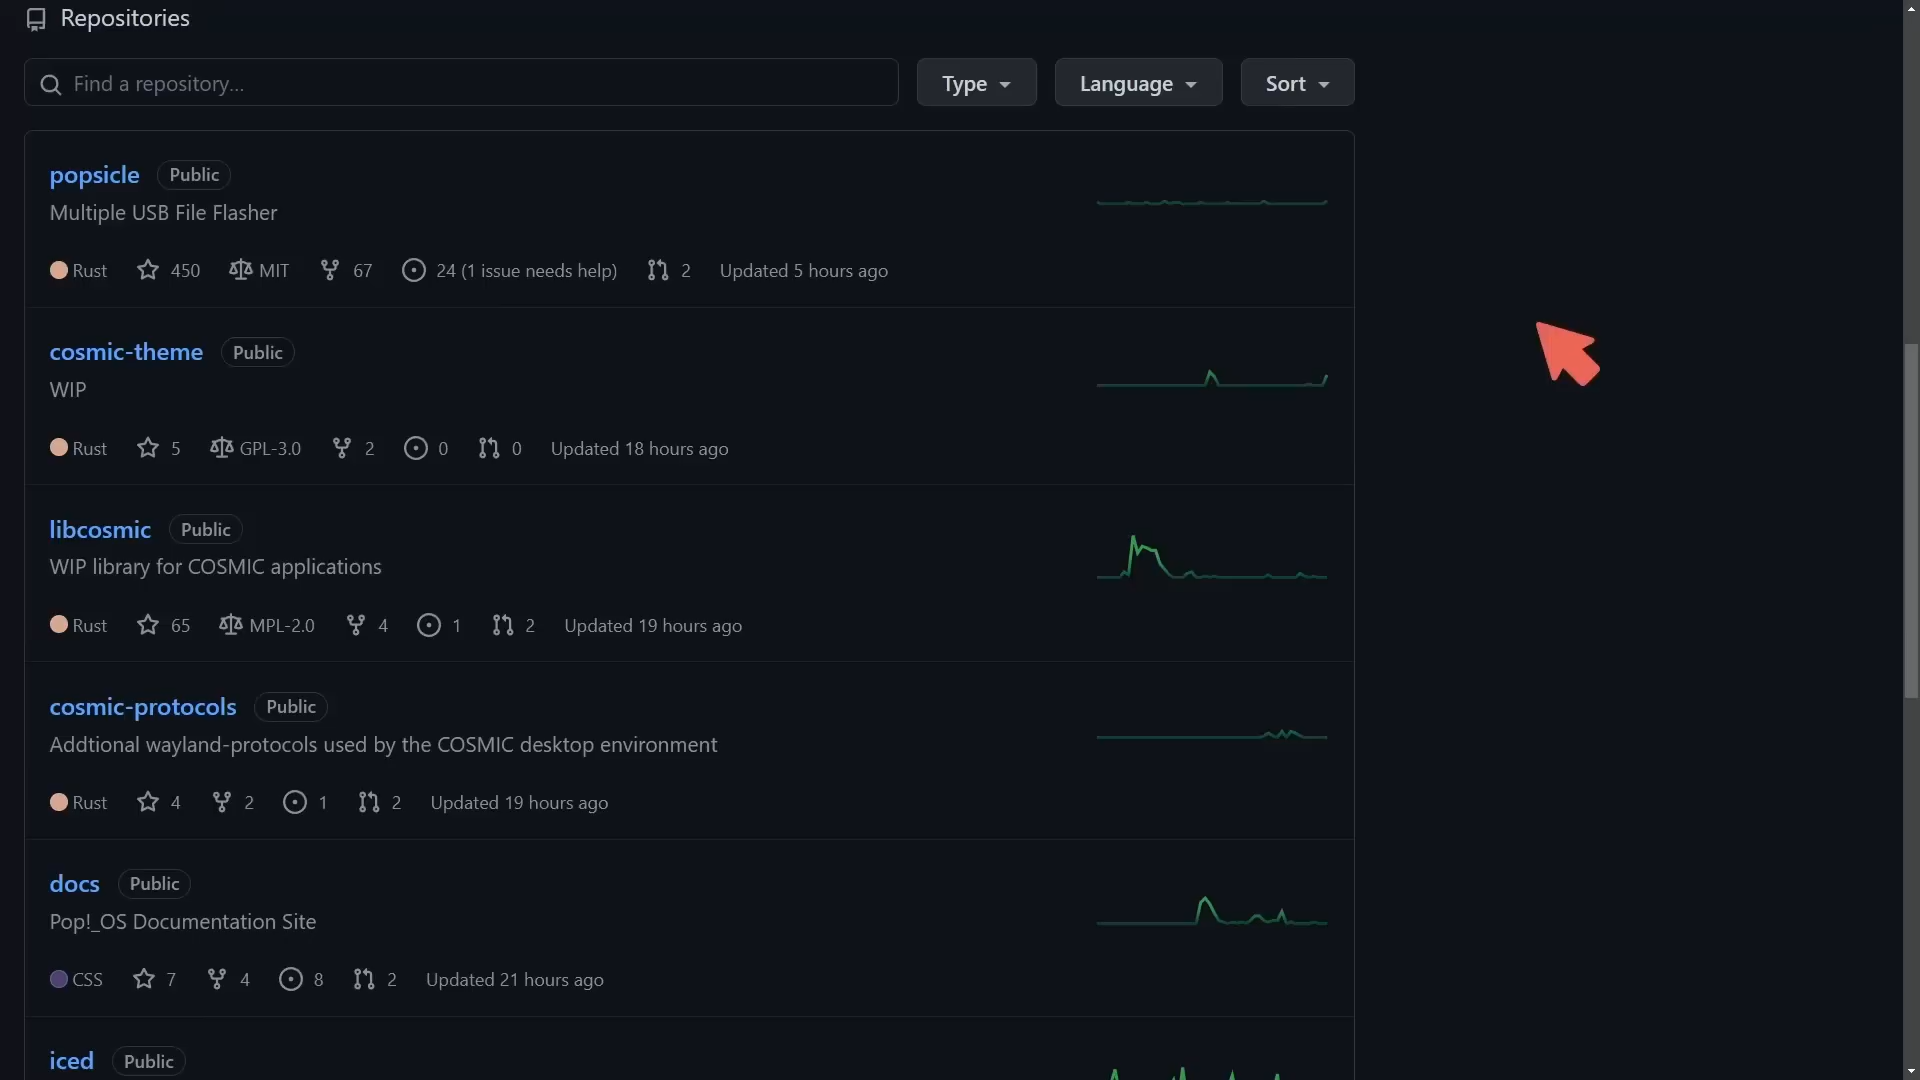 Repositories
Find a repository...
Type
Language
Sort
popsicle Public
Multiple USB File Flasher
Rust 450 MIT 67 24 (1 issue needs help) 2 Updated 5 hours ago
cosmic-theme Public
WIP
Rust 5 GPL-3.0 2 0 0 Updated 18 hours ago
libcosmic Public
WIP library for COSMIC applications
Rust 65 MPL-2.0 4 1 2 Updated 19 hours ago
cosmic-protocols Public
Addtional wayland-protocols used by the COSMIC desktop environment
Rust 4 2 1 2 Updated 19 hours ago
docs Public
Pop!_OS Documentation Site
CSS 7 4 8 2 Updated 21 hours ago
iced Public